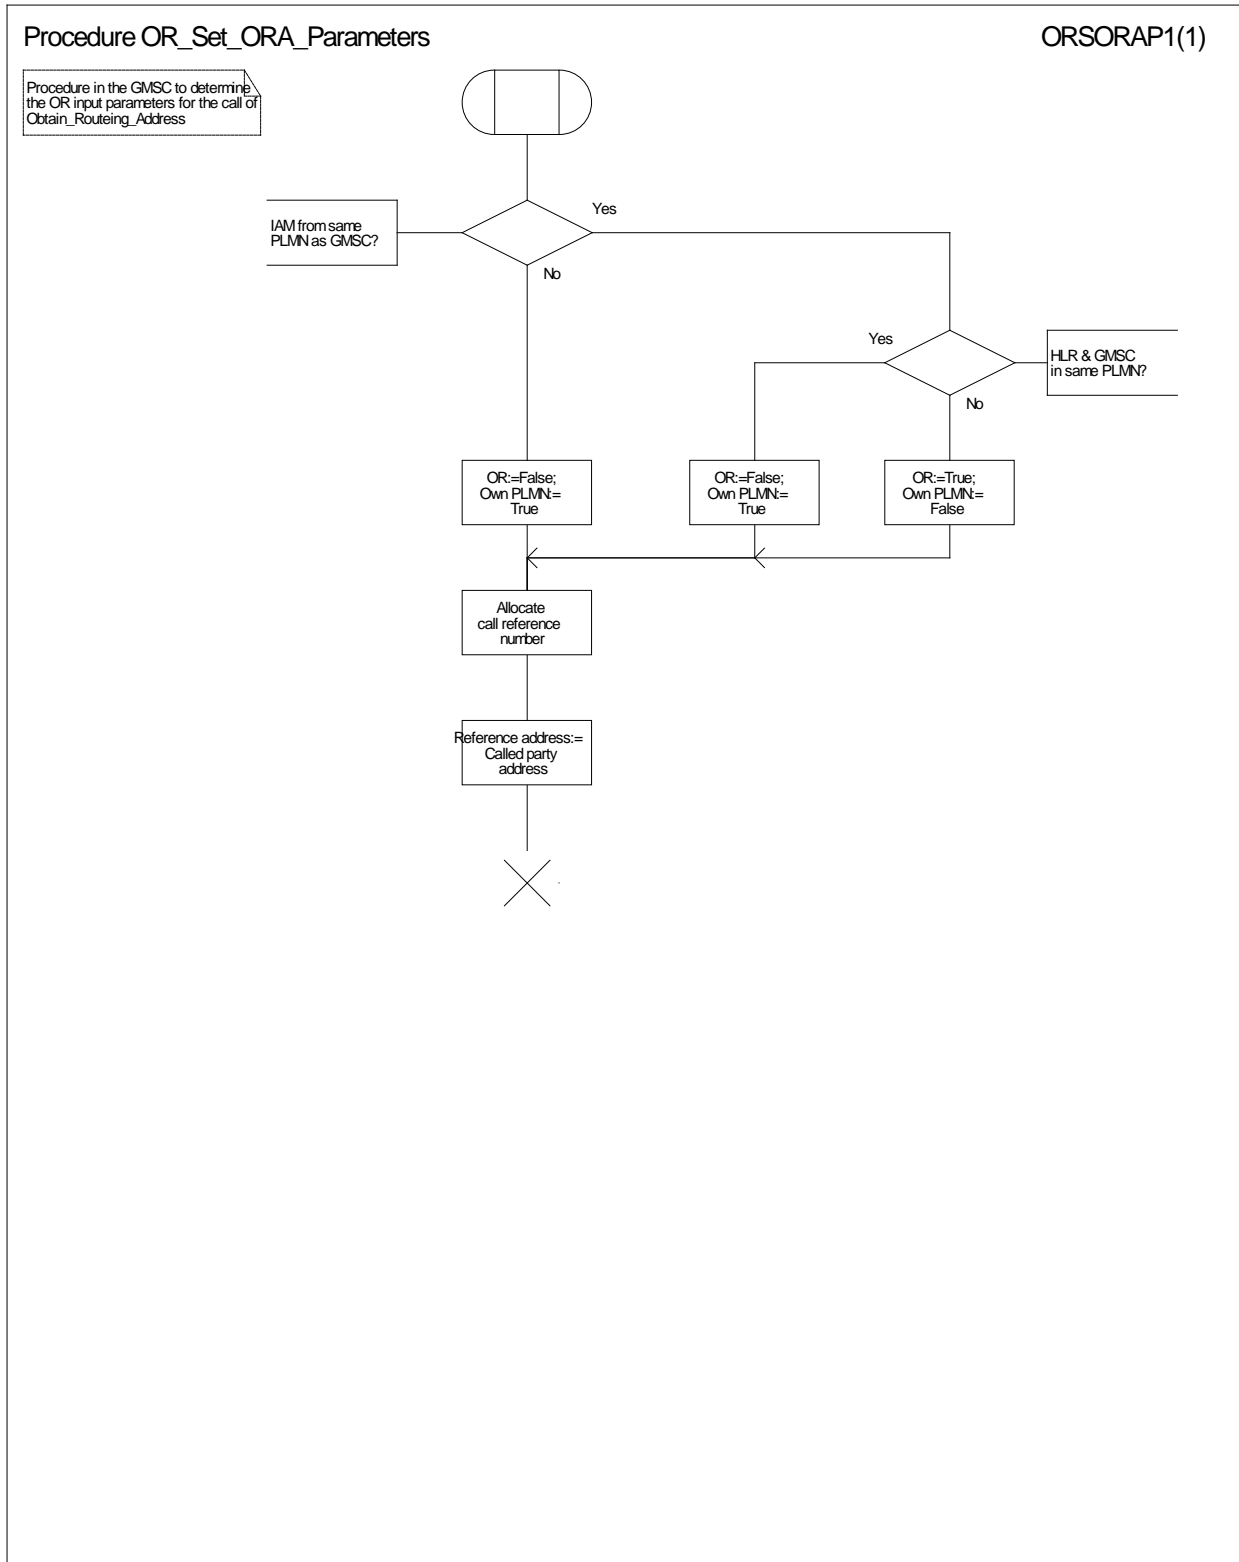 Procedure OR_Set_ORA_Parameters
ORSORAP1(1)
Procedure in the GMSC to determine
the OR input parameters for the call of
Obtain_Routeing_Address
IAM from same
PLMN as GMSC?
Yes
No
Yes
HLR & GMSC
in same PLMN?
No
OR:=False;
Own PLMN:=
True
OR:=False;
Own PLMN:=
True
OR:=True;
Own PLMN:=
False
Allocate
call reference
number
Reference address:=
Called party
address